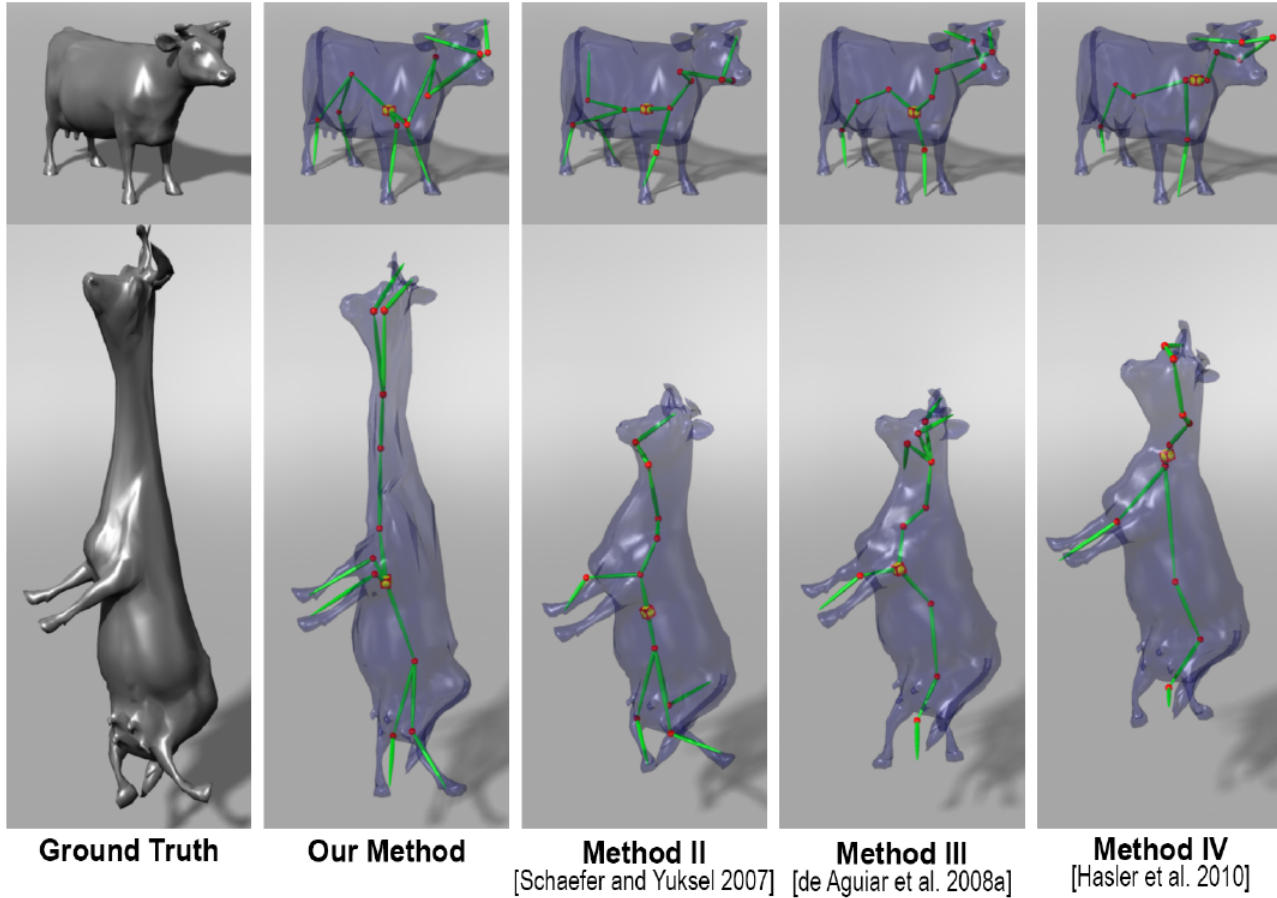 Ground Truth
Our Method
Method II
[Schaefer and Yuksel 2007]
Method III
[de Aguiar et al. 2008a]
Method IV
[Hasler et al. 2010]